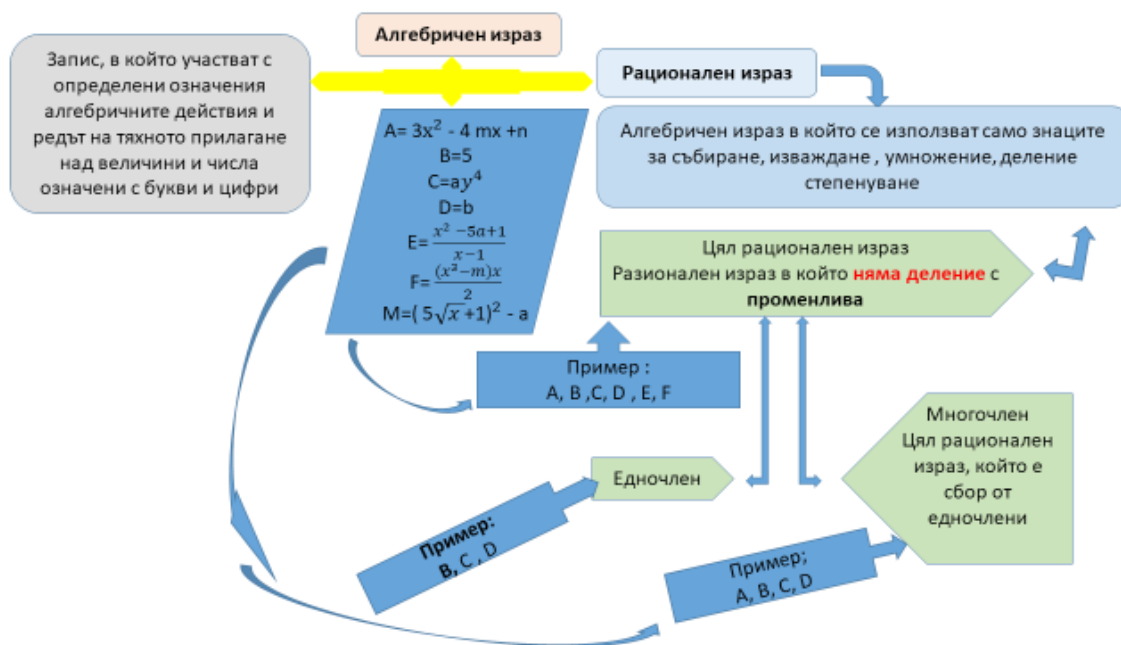 Алгебричен израз
Запис, в който участват с
определени означения
алгебричните действия и
редът на тяхното прилагане
над величини и числа
означени с букви и цифри
Рационален израз
A= 3x² - 4 mx +n
B=5
C=ay⁴
D=b
E= (x² −5a+1)/(x−1)
F= ((x³−m)x)/2
M=( 5√x+1)² - a
Алгебричен израз в който се използват само знаците
за събиране, изваждане , умножение, деление
степенуване
Цял рационален израз
Разионален израз в който няма деление с
променлива
Пример :
A, B ,C, D , E, F
Многочлен
Цял рационален
израз, който е
сбор от
едночлени
Едночлен
Пример:
B, C , D
Пример;
A, B, C, D